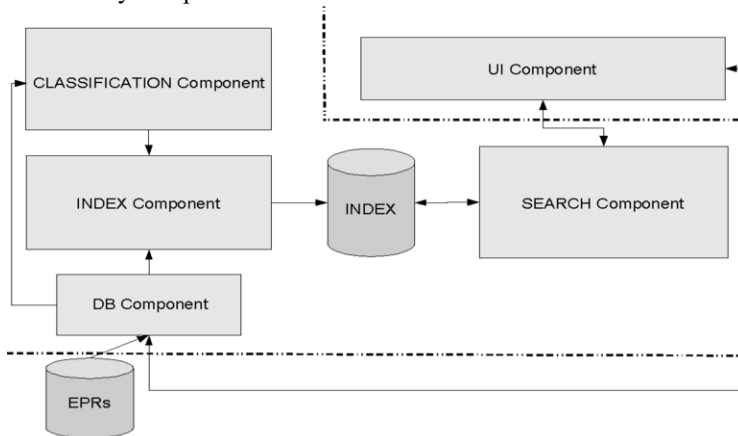 CLASSIFICATION Component
UI Component
INDEX Component
INDEX
SEARCH Component
DB Component
EPRs